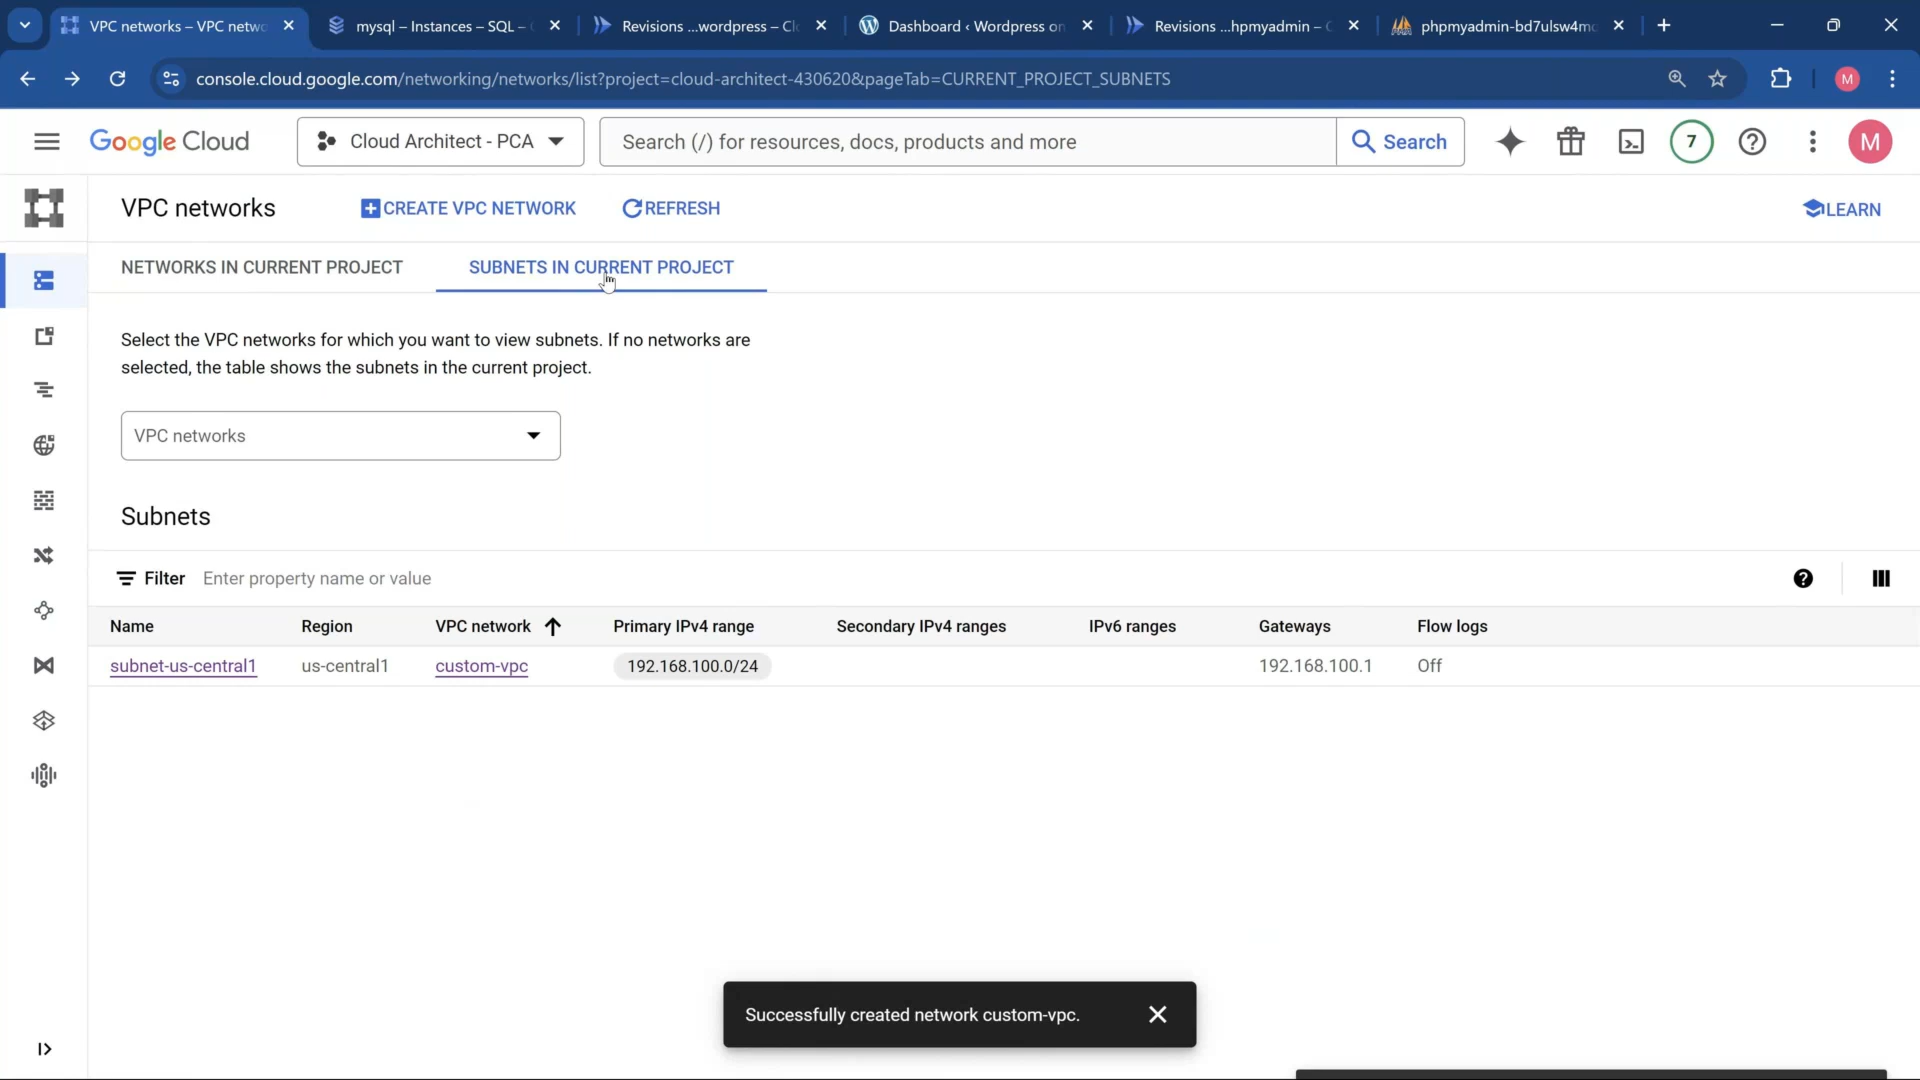 VPC networks – VPC netwo
mysql – Instances – SQL –
Revisions ...wordpress – Cl
Dashboard ‹ Wordpress on
Revisions ...hpmyadmin – C
phpmyadmin-bd7ulsw4mc
console.cloud.google.com/networking/networks/list?project=cloud-architect-430620&pageTab=CURRENT_PROJECT_SUBNETS
M
Google Cloud
Cloud Architect - PCA
Search (/) for resources, docs, products and more
Search
7
M
VPC networks
CREATE VPC NETWORK
REFRESH
LEARN
NETWORKS IN CURRENT PROJECT
SUBNETS IN CURRENT PROJECT
Select the VPC networks for which you want to view subnets. If no networks are
selected, the table shows the subnets in the current project.
VPC networks
Subnets
Filter Enter property name or value
Name Region VPC network Primary IPv4 range Secondary IPv4 ranges IPv6 ranges Gateways Flow logs
subnet-us-central1 us-central1 custom-vpc 192.168.100.0/24 192.168.100.1 Off
Successfully created network custom-vpc.